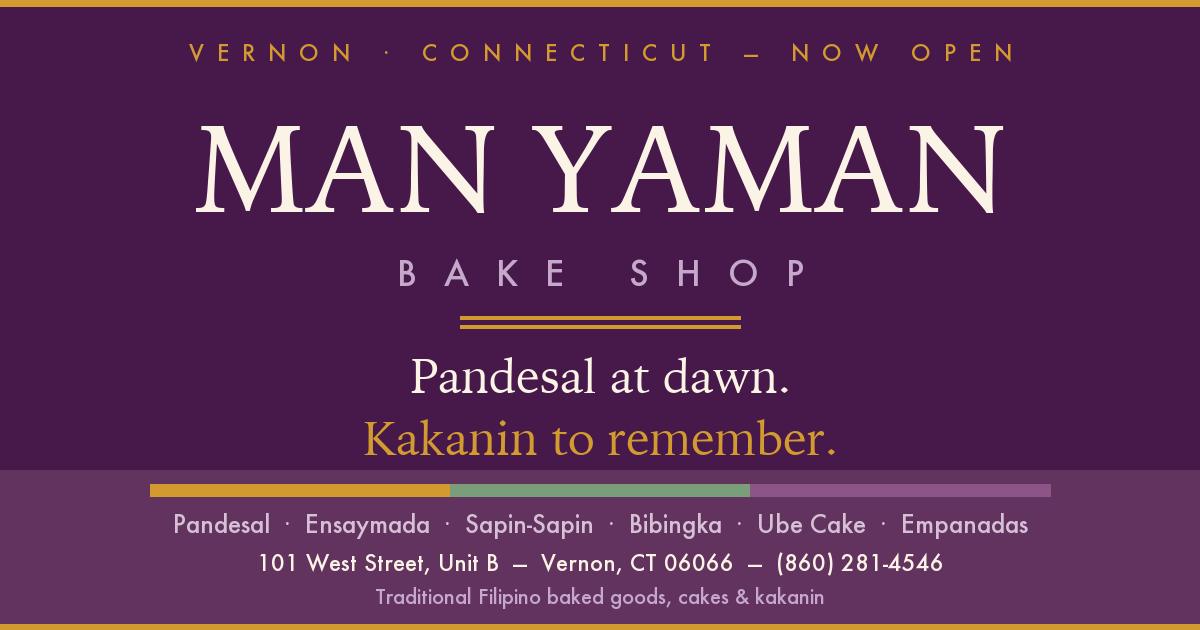 VERNON · CONNECTICUT — NOW OPEN
MAN YAMAN
BAKE SHOP
Pandesal at dawn.
Kakanin to remember.
Pandesal · Ensaymada · Sapin-Sapin · Bibingka · Ube Cake · Empanadas
101 West Street, Unit B — Vernon, CT 06066 — (860) 281-4546
Traditional Filipino baked goods, cakes & kakanin